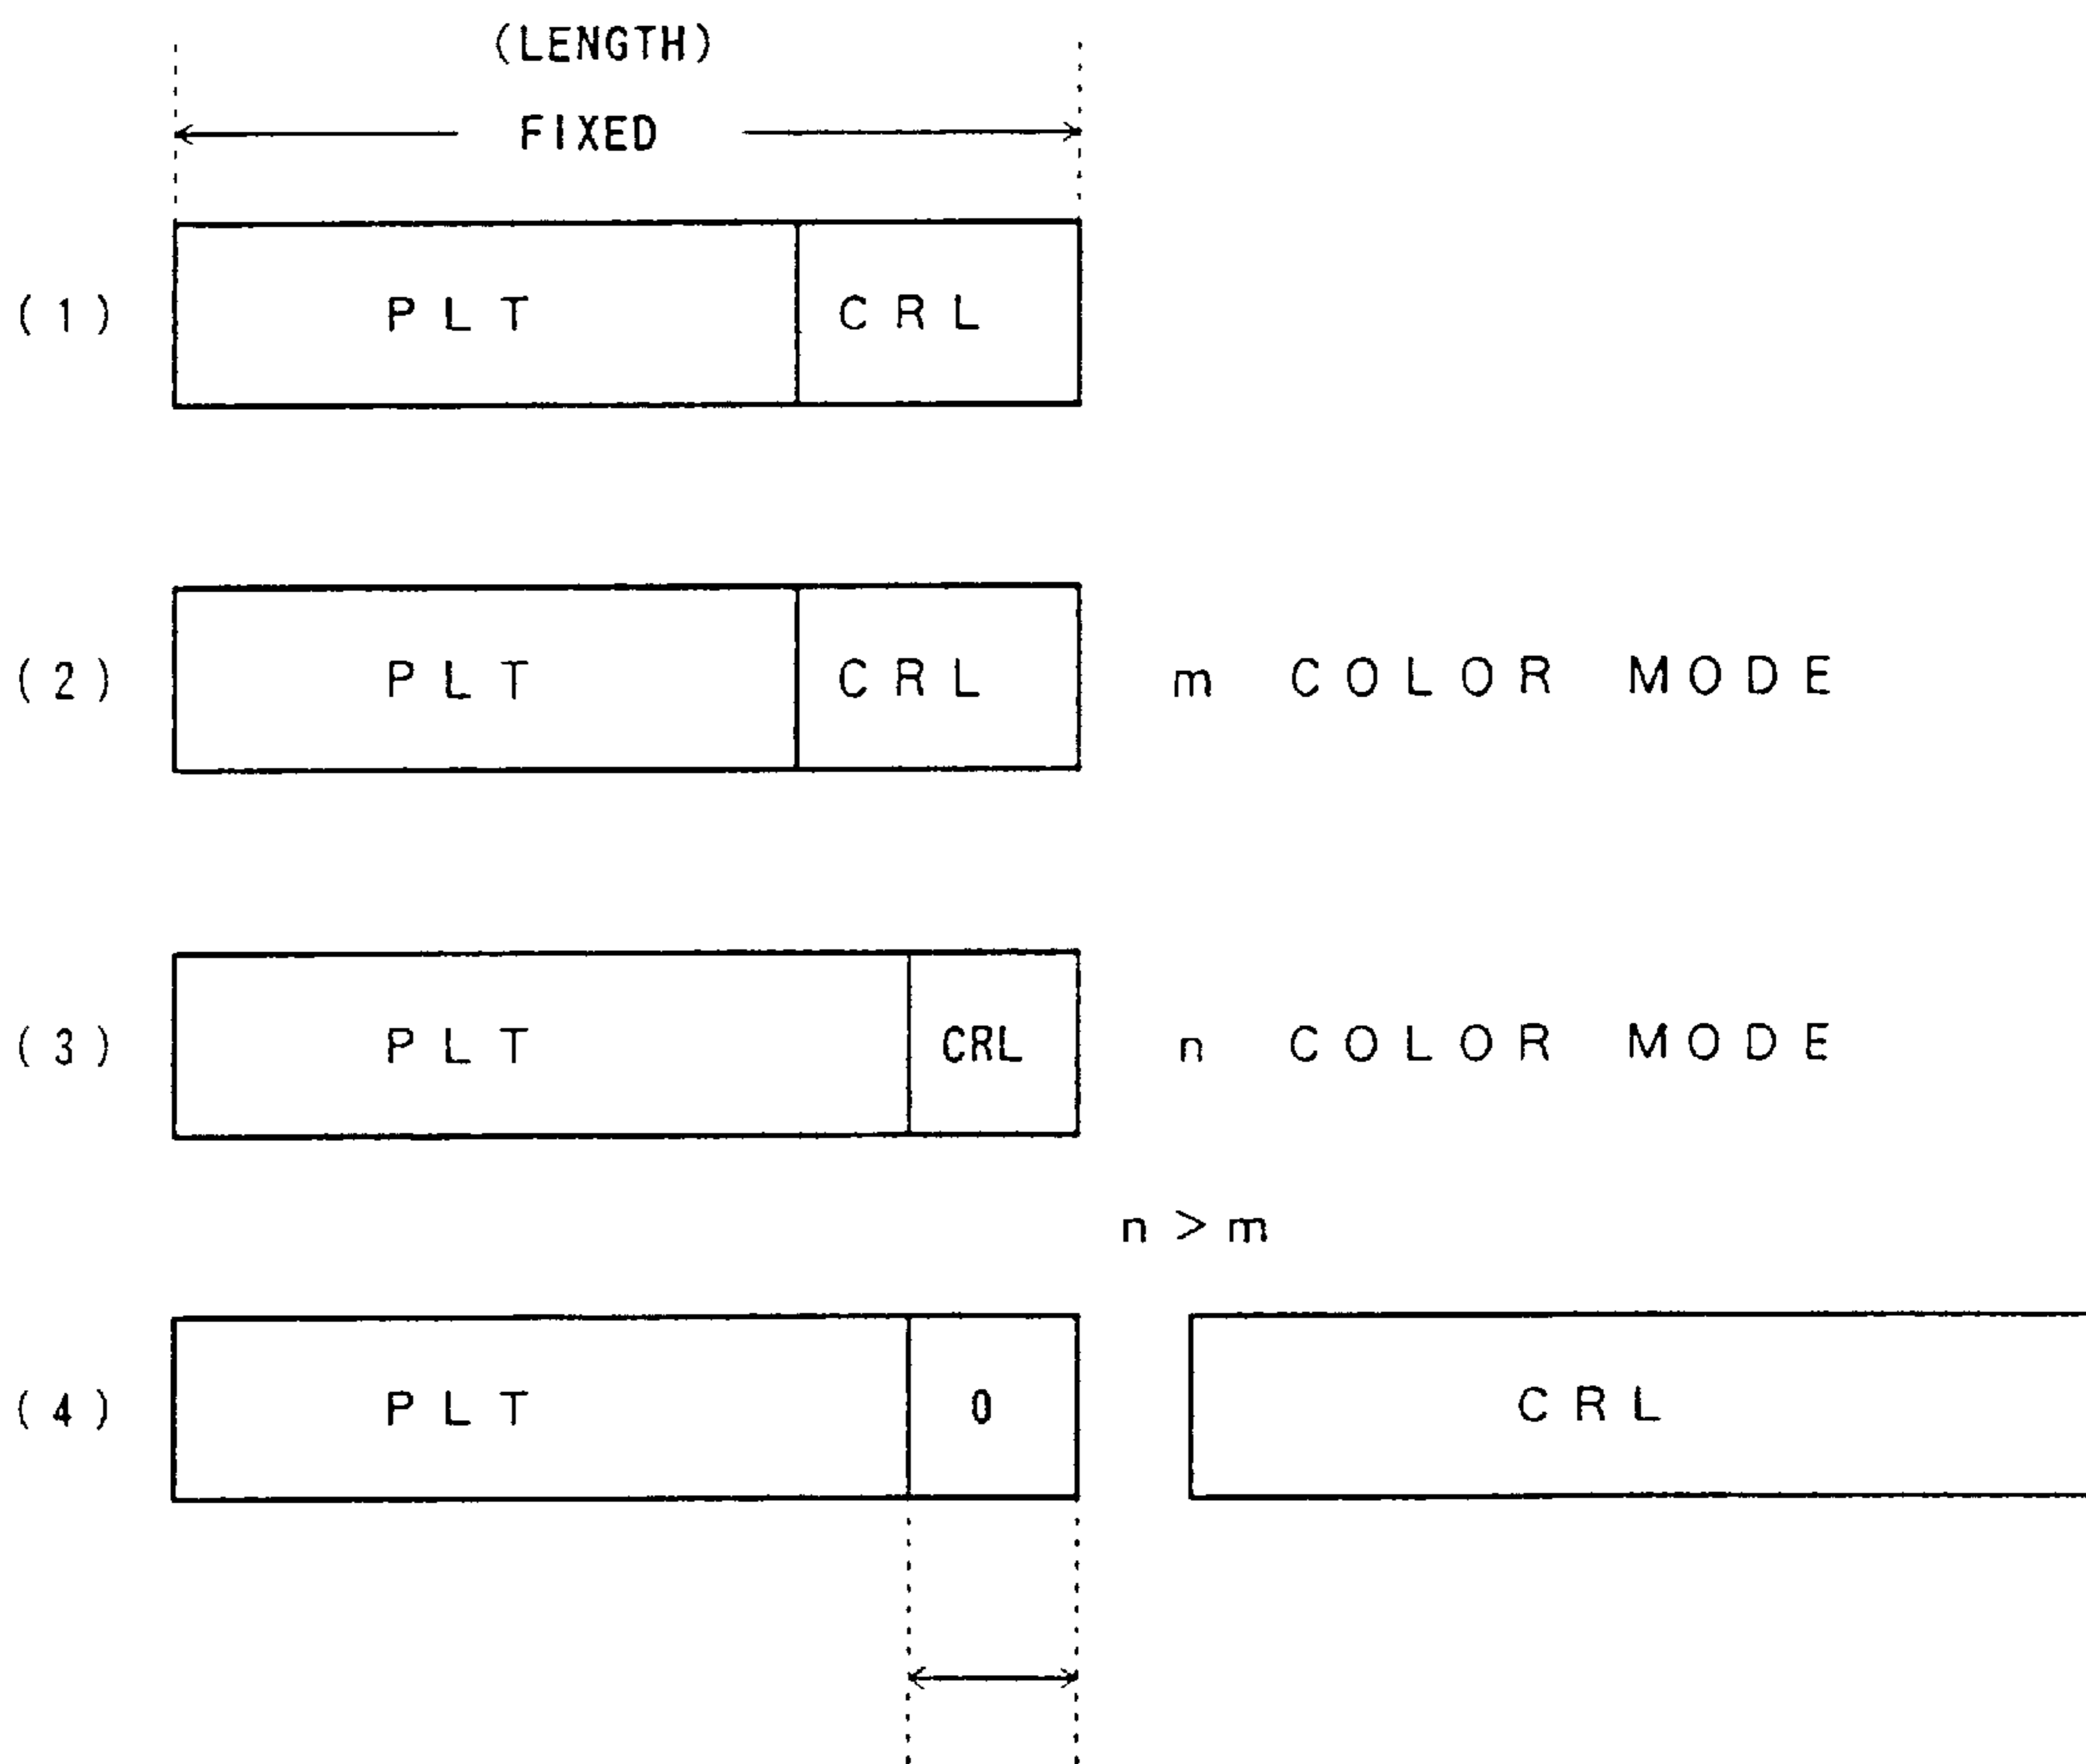 (LENGTH)
FIXED
(1) PLT CRL
(2) PLT CRL m COLOR MODE
(3) PLT CRL n COLOR MODE
n > m
(4) PLT 0 CRL